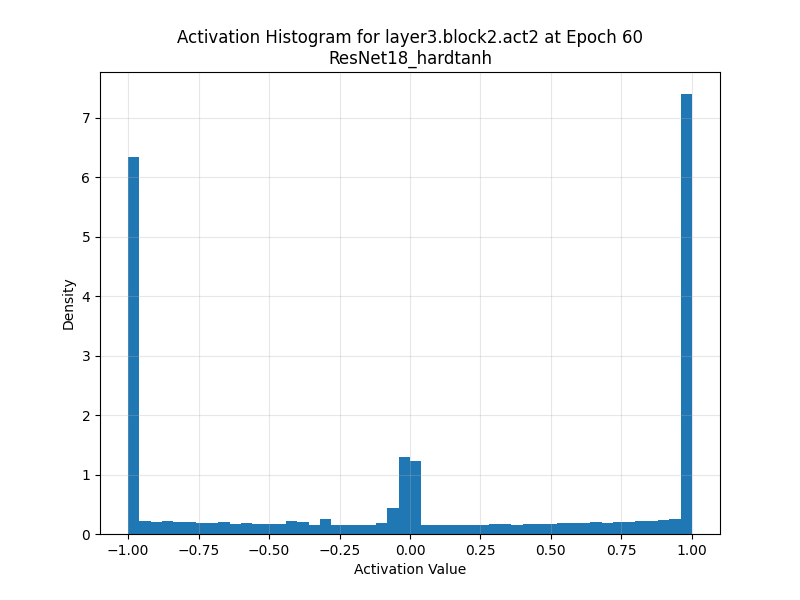 Activation Histogram for layer3.block2.act2 at Epoch 60
ResNet18_hardtanh
7
6
5
4
3
2
1
0
Density
−1.00 −0.75 −0.50 −0.25 0.00 0.25 0.50 0.75 1.00
Activation Value